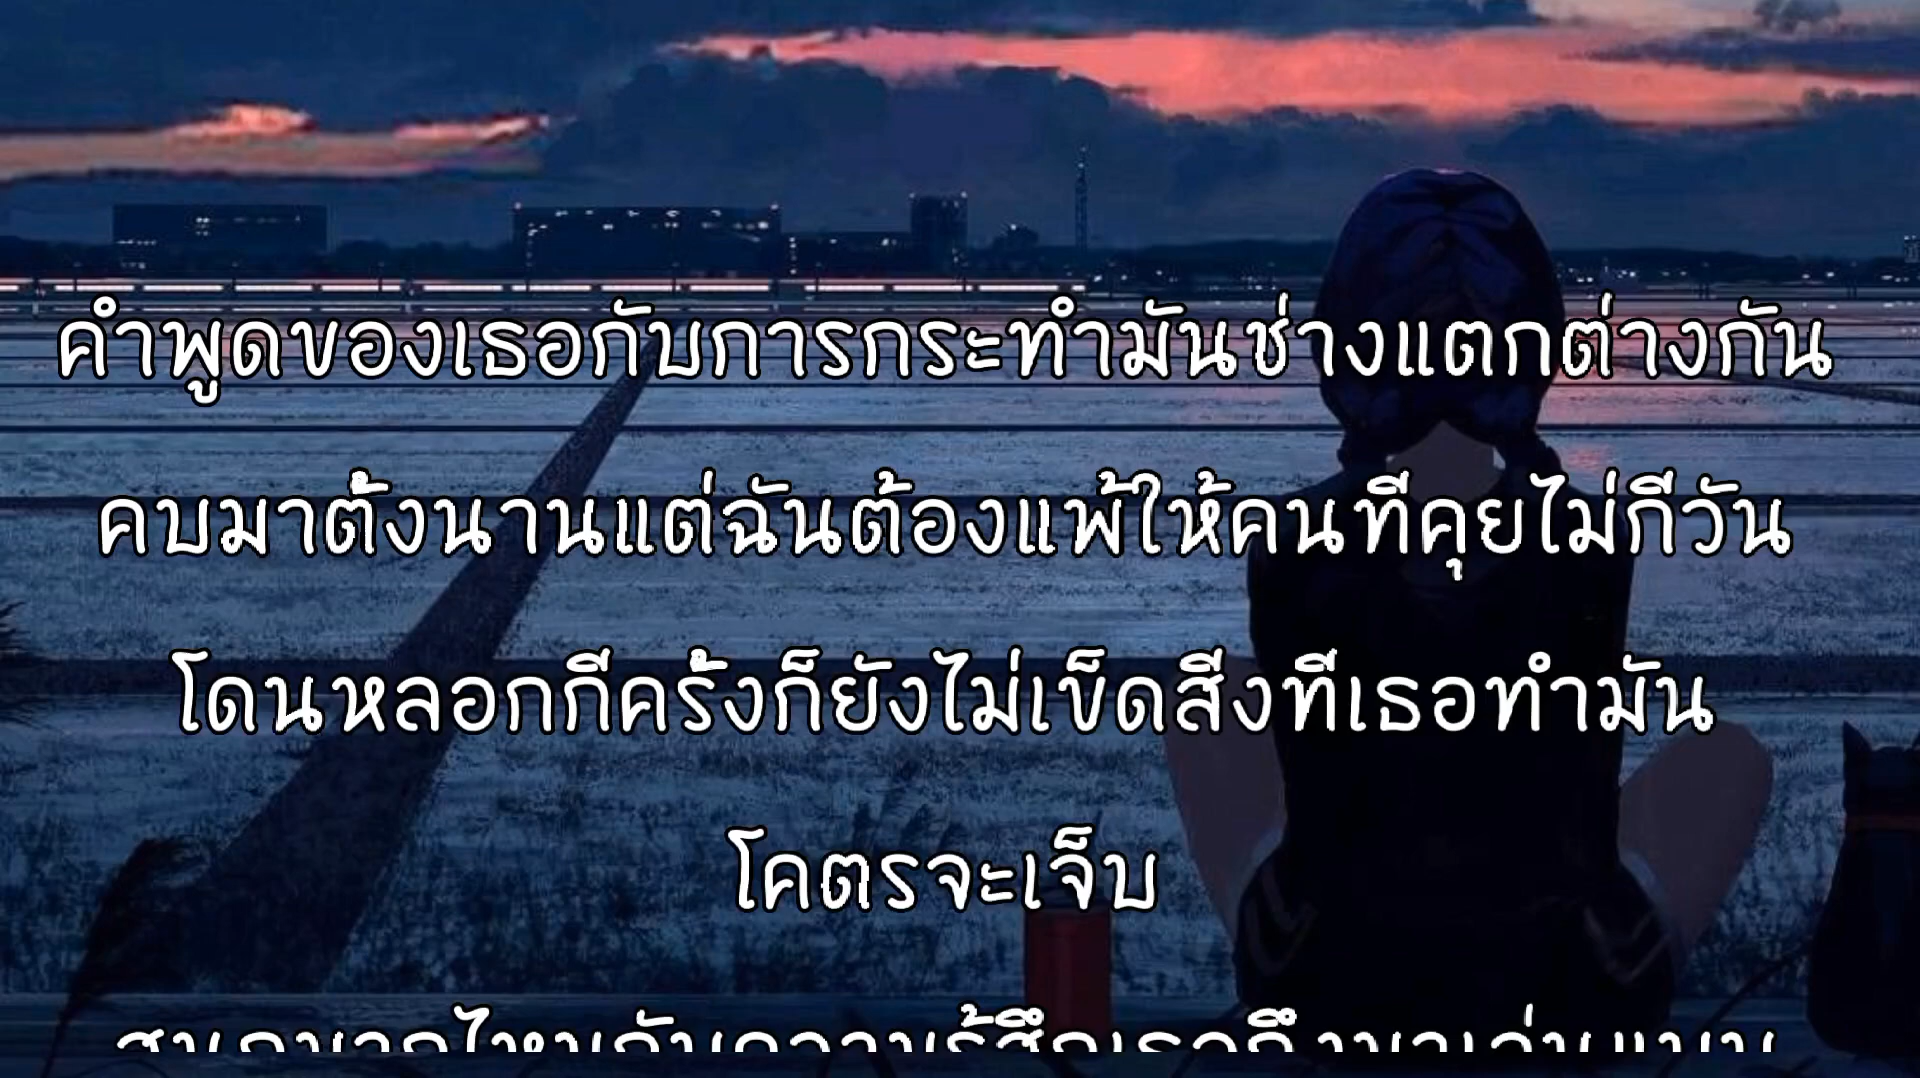 คำพูดของเธอกับการกระทำมันช่างแตกต่างกัน
คบมาตั้งนานแต่ฉันต้องแพ้ให้คนที่คุยไม่กี่วัน
โดนหลอกกี่ครั้งก็ยังไม่เข็ดสิ่งที่เธอทำมัน
โคตรจะเจ็บ